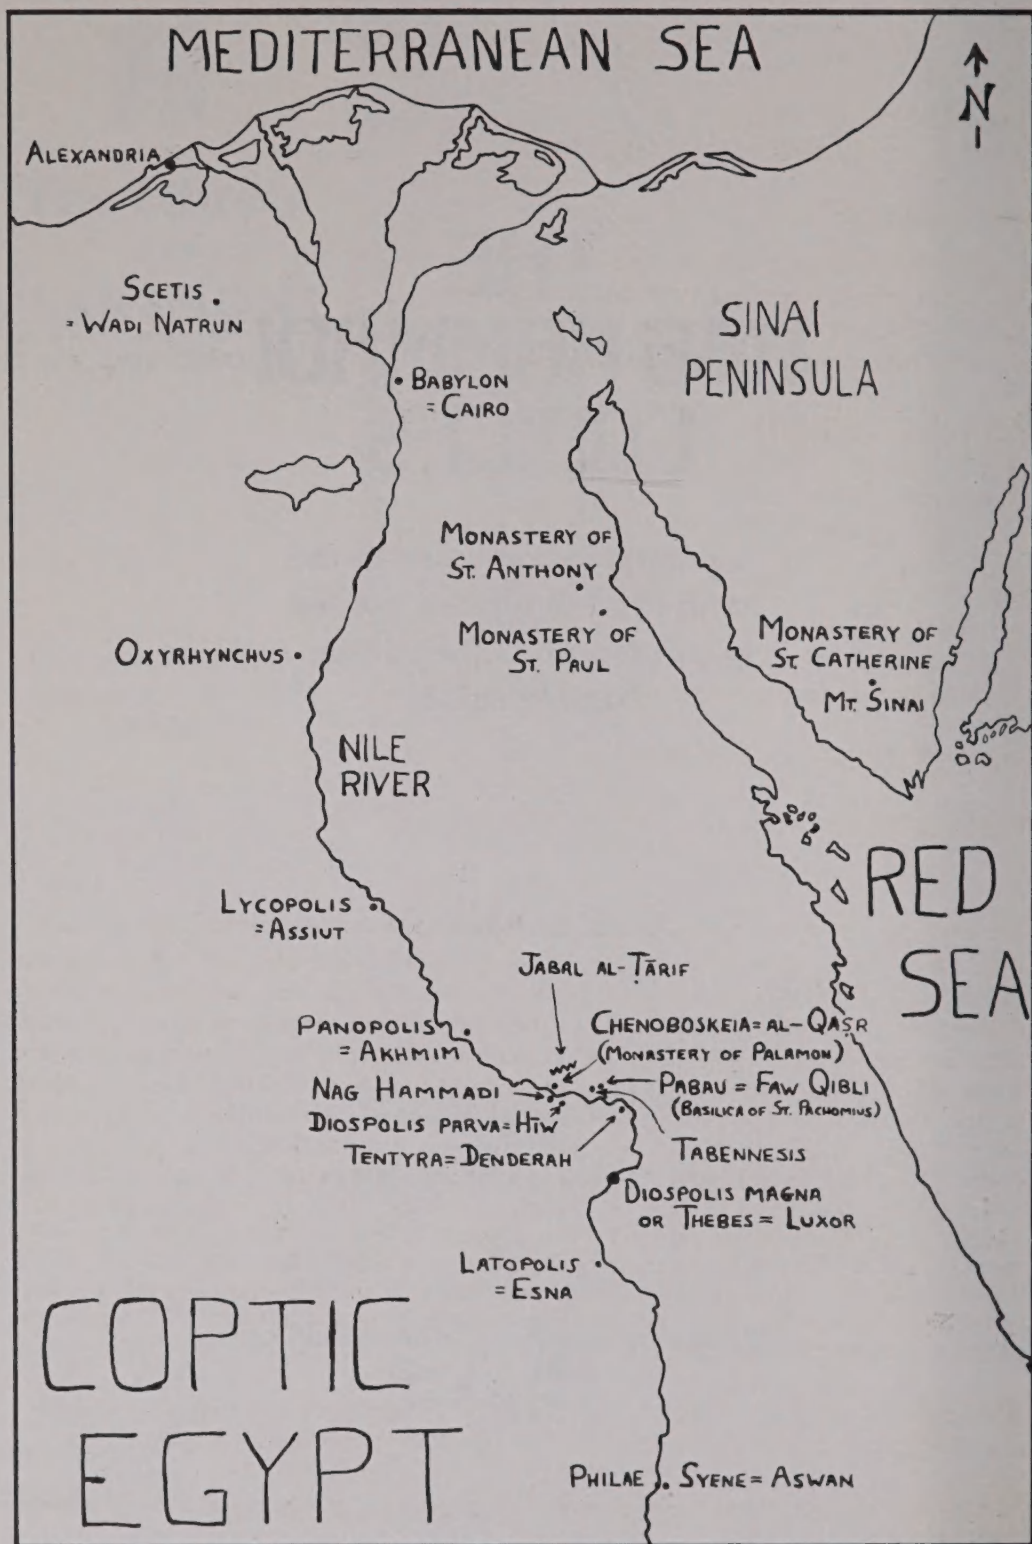 MEDITERRANEAN SEA
N
ALEXANDRIA
SCETIS
= WADI NATRUN
SINAI
PENINSULA
BABYLON
= CAIRO
MONASTERY OF
ST. ANTHONY
MONASTERY OF
ST. PAUL
MONASTERY OF
ST. CATHERINE
MT. SINAI
OXYRHYNCHUS
NILE
RIVER
RED
SEA
LYCOPOLIS
= ASSIUT
JABAL AL-ṬĀRIF
PANOPOLIS
= AKHMIM
CHENOBOSKEIA = AL-QAṢR
(MONASTERY OF PALAMON)
NAG HAMMADI
PABAU = FAW QIBLI
(BASILICA OF ST. PACHOMIUS)
DIOSPOLIS PARVA = HĪW
TENTYRA = DENDERAH
TABENNESIS
DIOSPOLIS MAGNA
OR THEBES = LUXOR
LATOPOLIS
= ESNA
COPTIC
EGYPT
PHILAE
SYENE = ASWAN